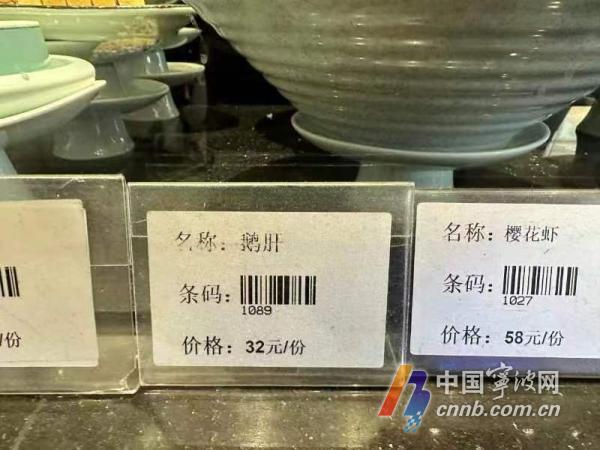 /份
名称：鹅肝
条码：
1089
价格：32元/份
名称：樱花虾
条码：
1027
价格：58元/份
中国宁波网
cnnb.com.cn